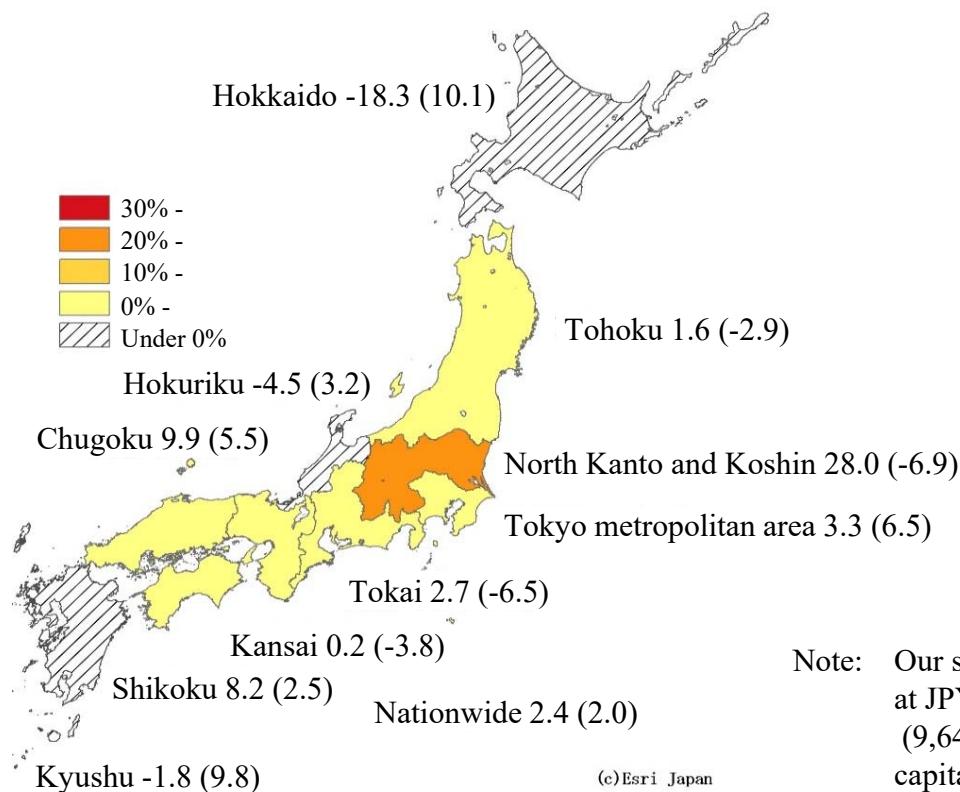 Hokkaido -18.3 (10.1)
30% -
20% -
10% -
0% -
Under 0%
Tohoku 1.6 (-2.9)
Hokuriku -4.5 (3.2)
Chugoku 9.9 (5.5)
North Kanto and Koshin 28.0 (-6.9)
Tokyo metropolitan area 3.3 (6.5)
Tokai 2.7 (-6.5)
Kansai 0.2 (-3.8)
Shikoku 8.2 (2.5)
Nationwide 2.4 (2.0)
Kyushu -1.8 (9.8)
(c)Esri Japan
Note: Our s
at JPY
(9,64
capita